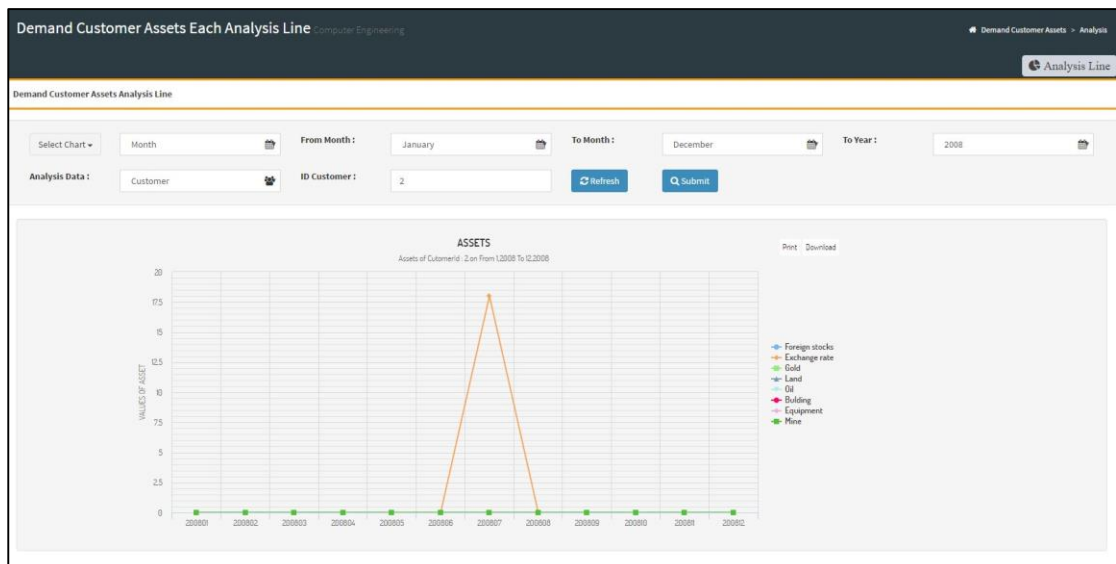 Demand Customer Assets Each Analysis Line Computer Engineering
Demand Customer Assets > Analysis
Analysis Line
Demand Customer Assets Analysis Line
Select Chart Month From Month : January To Month : December To Year : 2008
Analysis Data : Customer ID Customer : 2 Refresh Submit
ASSETS
Assets of CutomerId : 2.on From 1.2008 To 12.2008
Print Download
20
17.5
15
12.5
10
7.5
5
2.5
0
VALUES OF ASSET
200801 200802 200803 200804 200805 200806 200807 200808 200809 200810 200811 200812
Foreign stocks
Exchange rate
Gold
Land
Oil
Bulding
Equipment
Mine